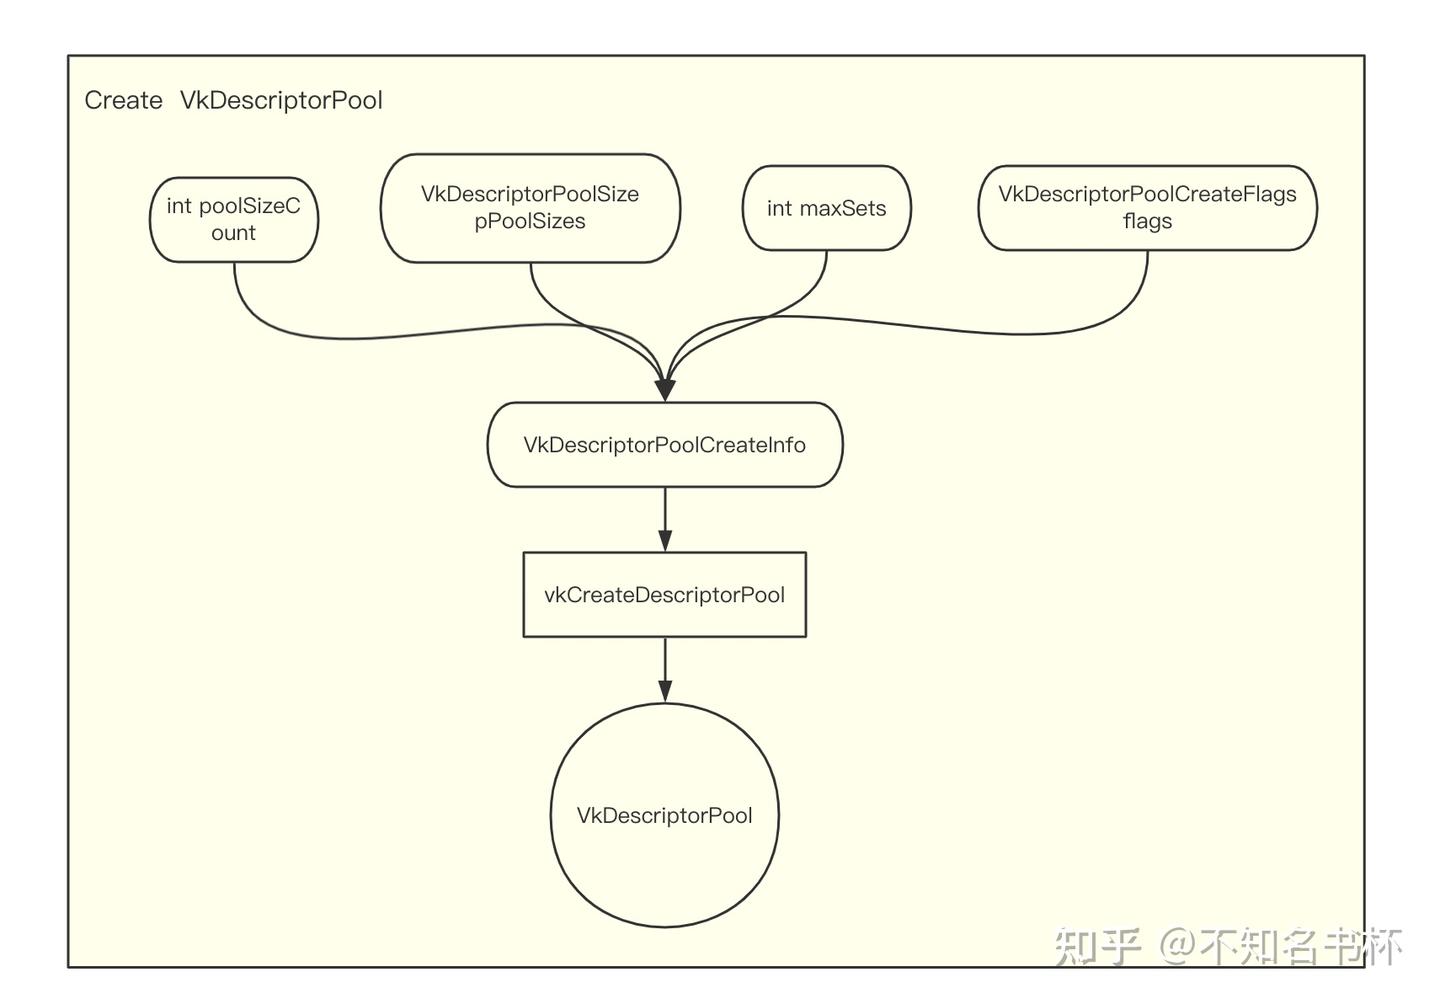 Create VkDescriptorPool
int poolSizeC
ount
VkDescriptorPoolSize
pPoolSizes
int maxSets
VkDescriptorPoolCreateFlags
flags
VkDescriptorPoolCreateInfo
vkCreateDescriptorPool
VkDescriptorPool
知乎 @不知名书杯